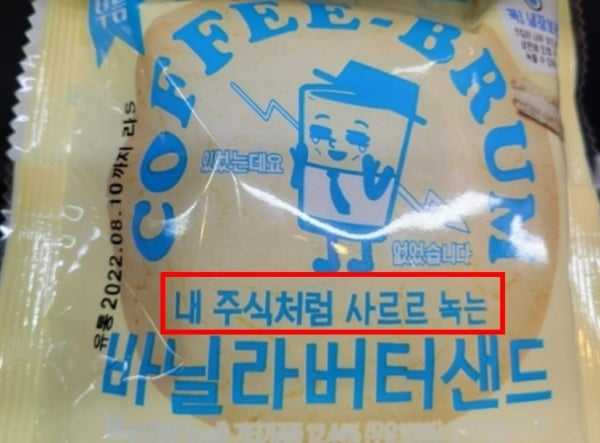 COFFEE-BRUM
있었는데요
없었습니다
유통 2022.08.10 까지
내 주식처럼 사르르 녹는
바닐라버터샌드